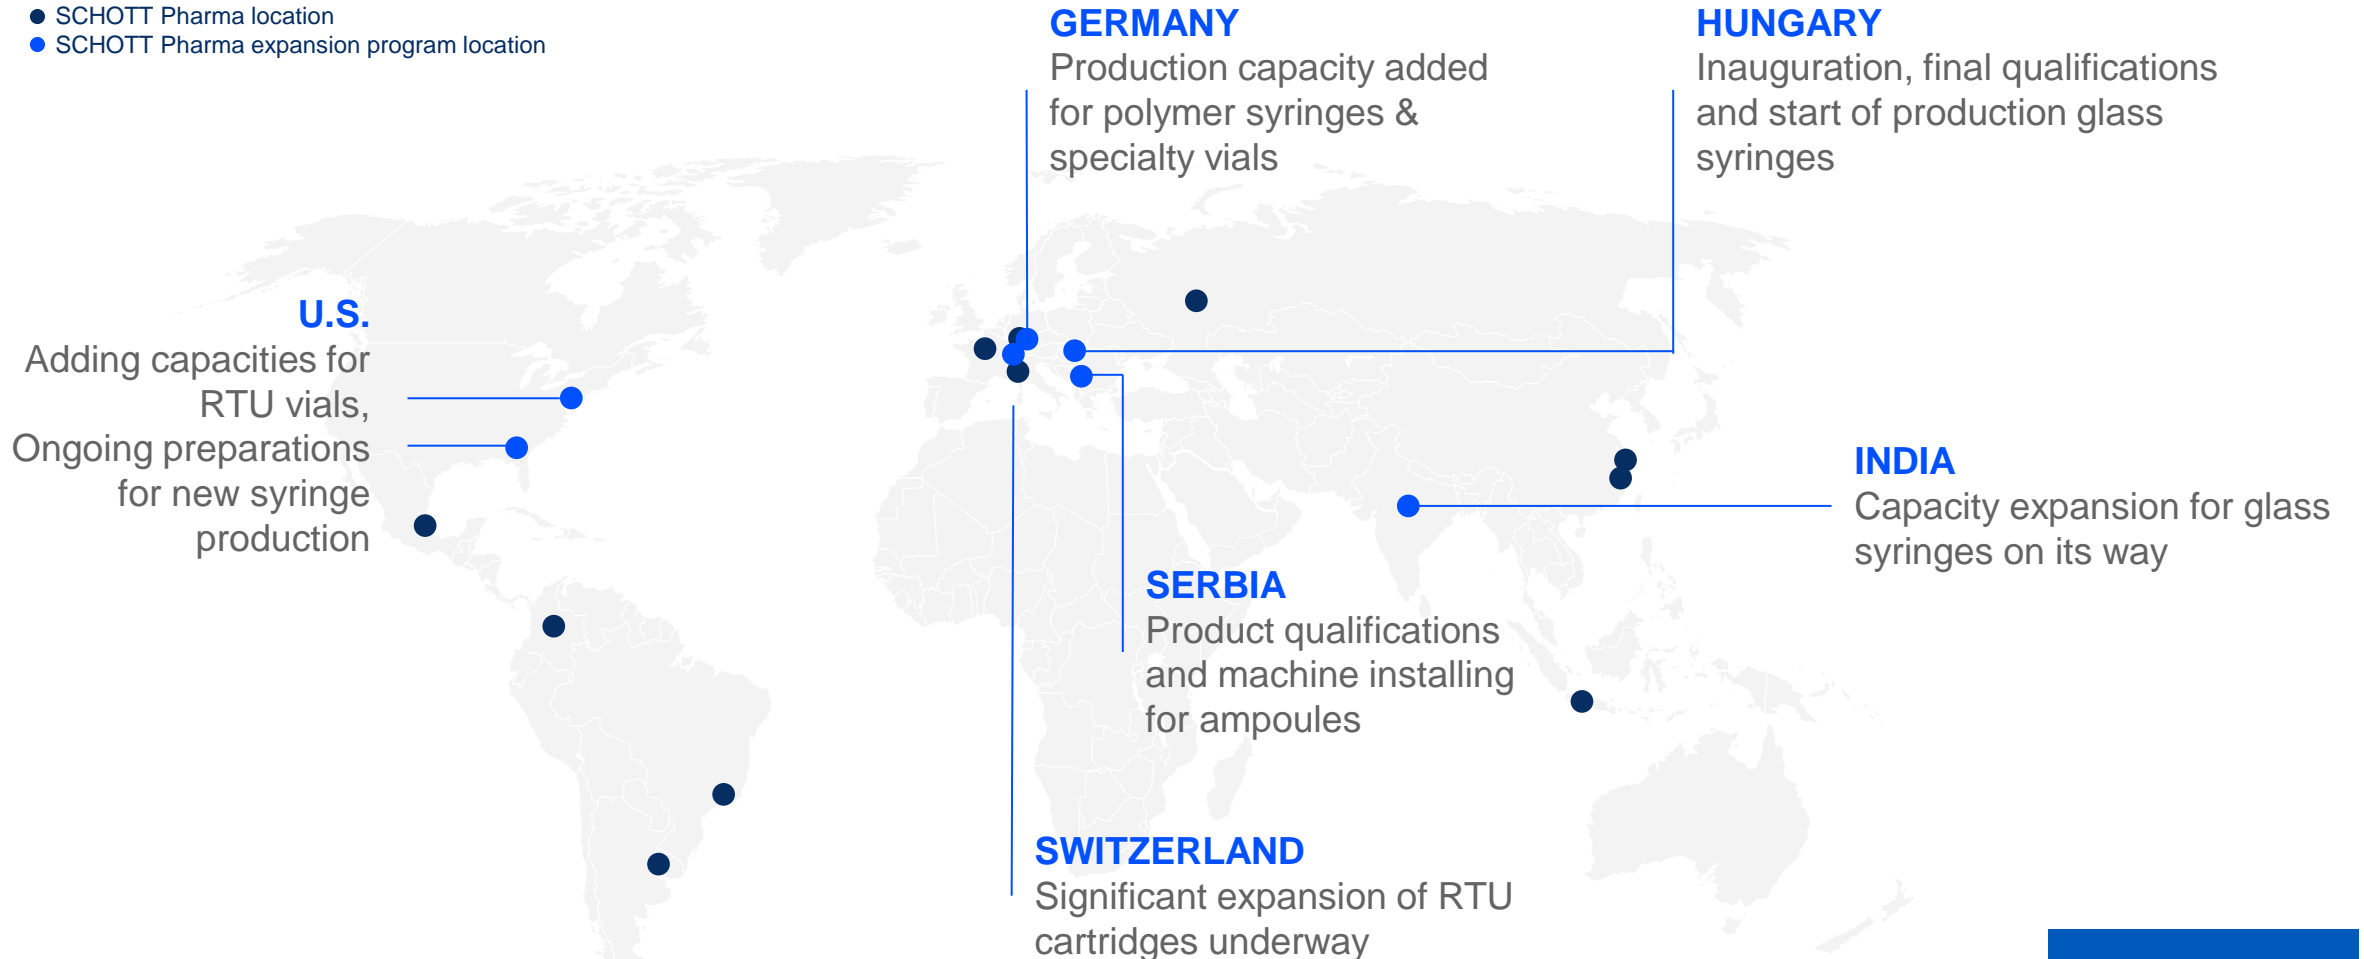 SCHOTT Pharma location
SCHOTT Pharma expansion program location
GERMANY
Production capacity added
for polymer syringes &
specialty vials
HUNGARY
Inauguration, final qualifications
and start of production glass
syringes
U.S.
Adding capacities for
RTU vials,
Ongoing preparations
for new syringe
production
INDIA
Capacity expansion for glass
syringes on its way
SERBIA
Product qualifications
and machine installing
for ampoules
SWITZERLAND
Significant expansion of RTU
cartridges underway